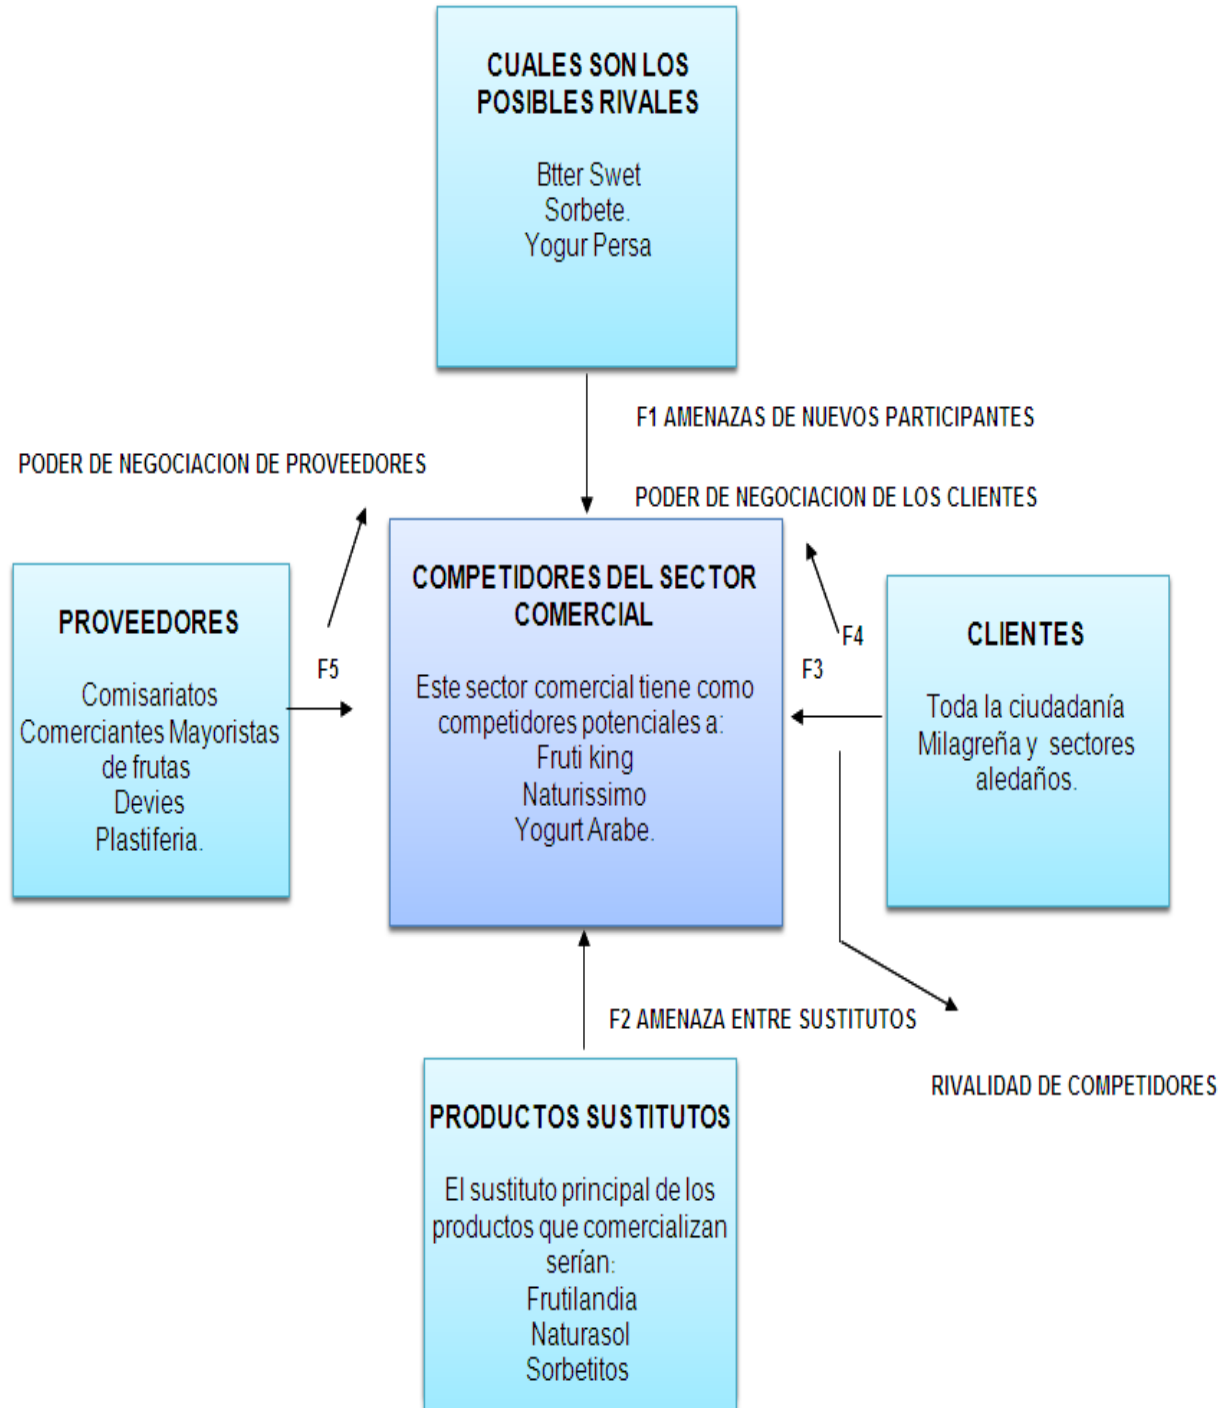 CUALES SON LOS
POSIBLES RIVALES
Btter Swet
Sorbete.
Yogur Persa
F1 AMENAZAS DE NUEVOS PARTICIPANTES
PODER DE NEGOCIACION DE PROVEEDORES
PODER DE NEGOCIACION DE LOS CLIENTES
PROVEEDORES
Comisariatos
Comerciantes Mayoristas
de frutas
Devies
Plastiferia.
F5
COMPETIDORES DEL SECTOR
COMERCIAL
Este sector comercial tiene como
competidores potenciales a:
Fruti king
Naturissimo
Yogurt Arabe.
F4
F3
CLIENTES
Toda la ciudadanía
Milagreña y sectores
aledaños.
F2 AMENAZA ENTRE SUSTITUTOS
RIVALIDAD DE COMPETIDORES
PRODUCTOS SUSTITUTOS
El sustituto principal de los
productos que comercializan
serían:
Frutilandia
Naturasol
Sorbetitos